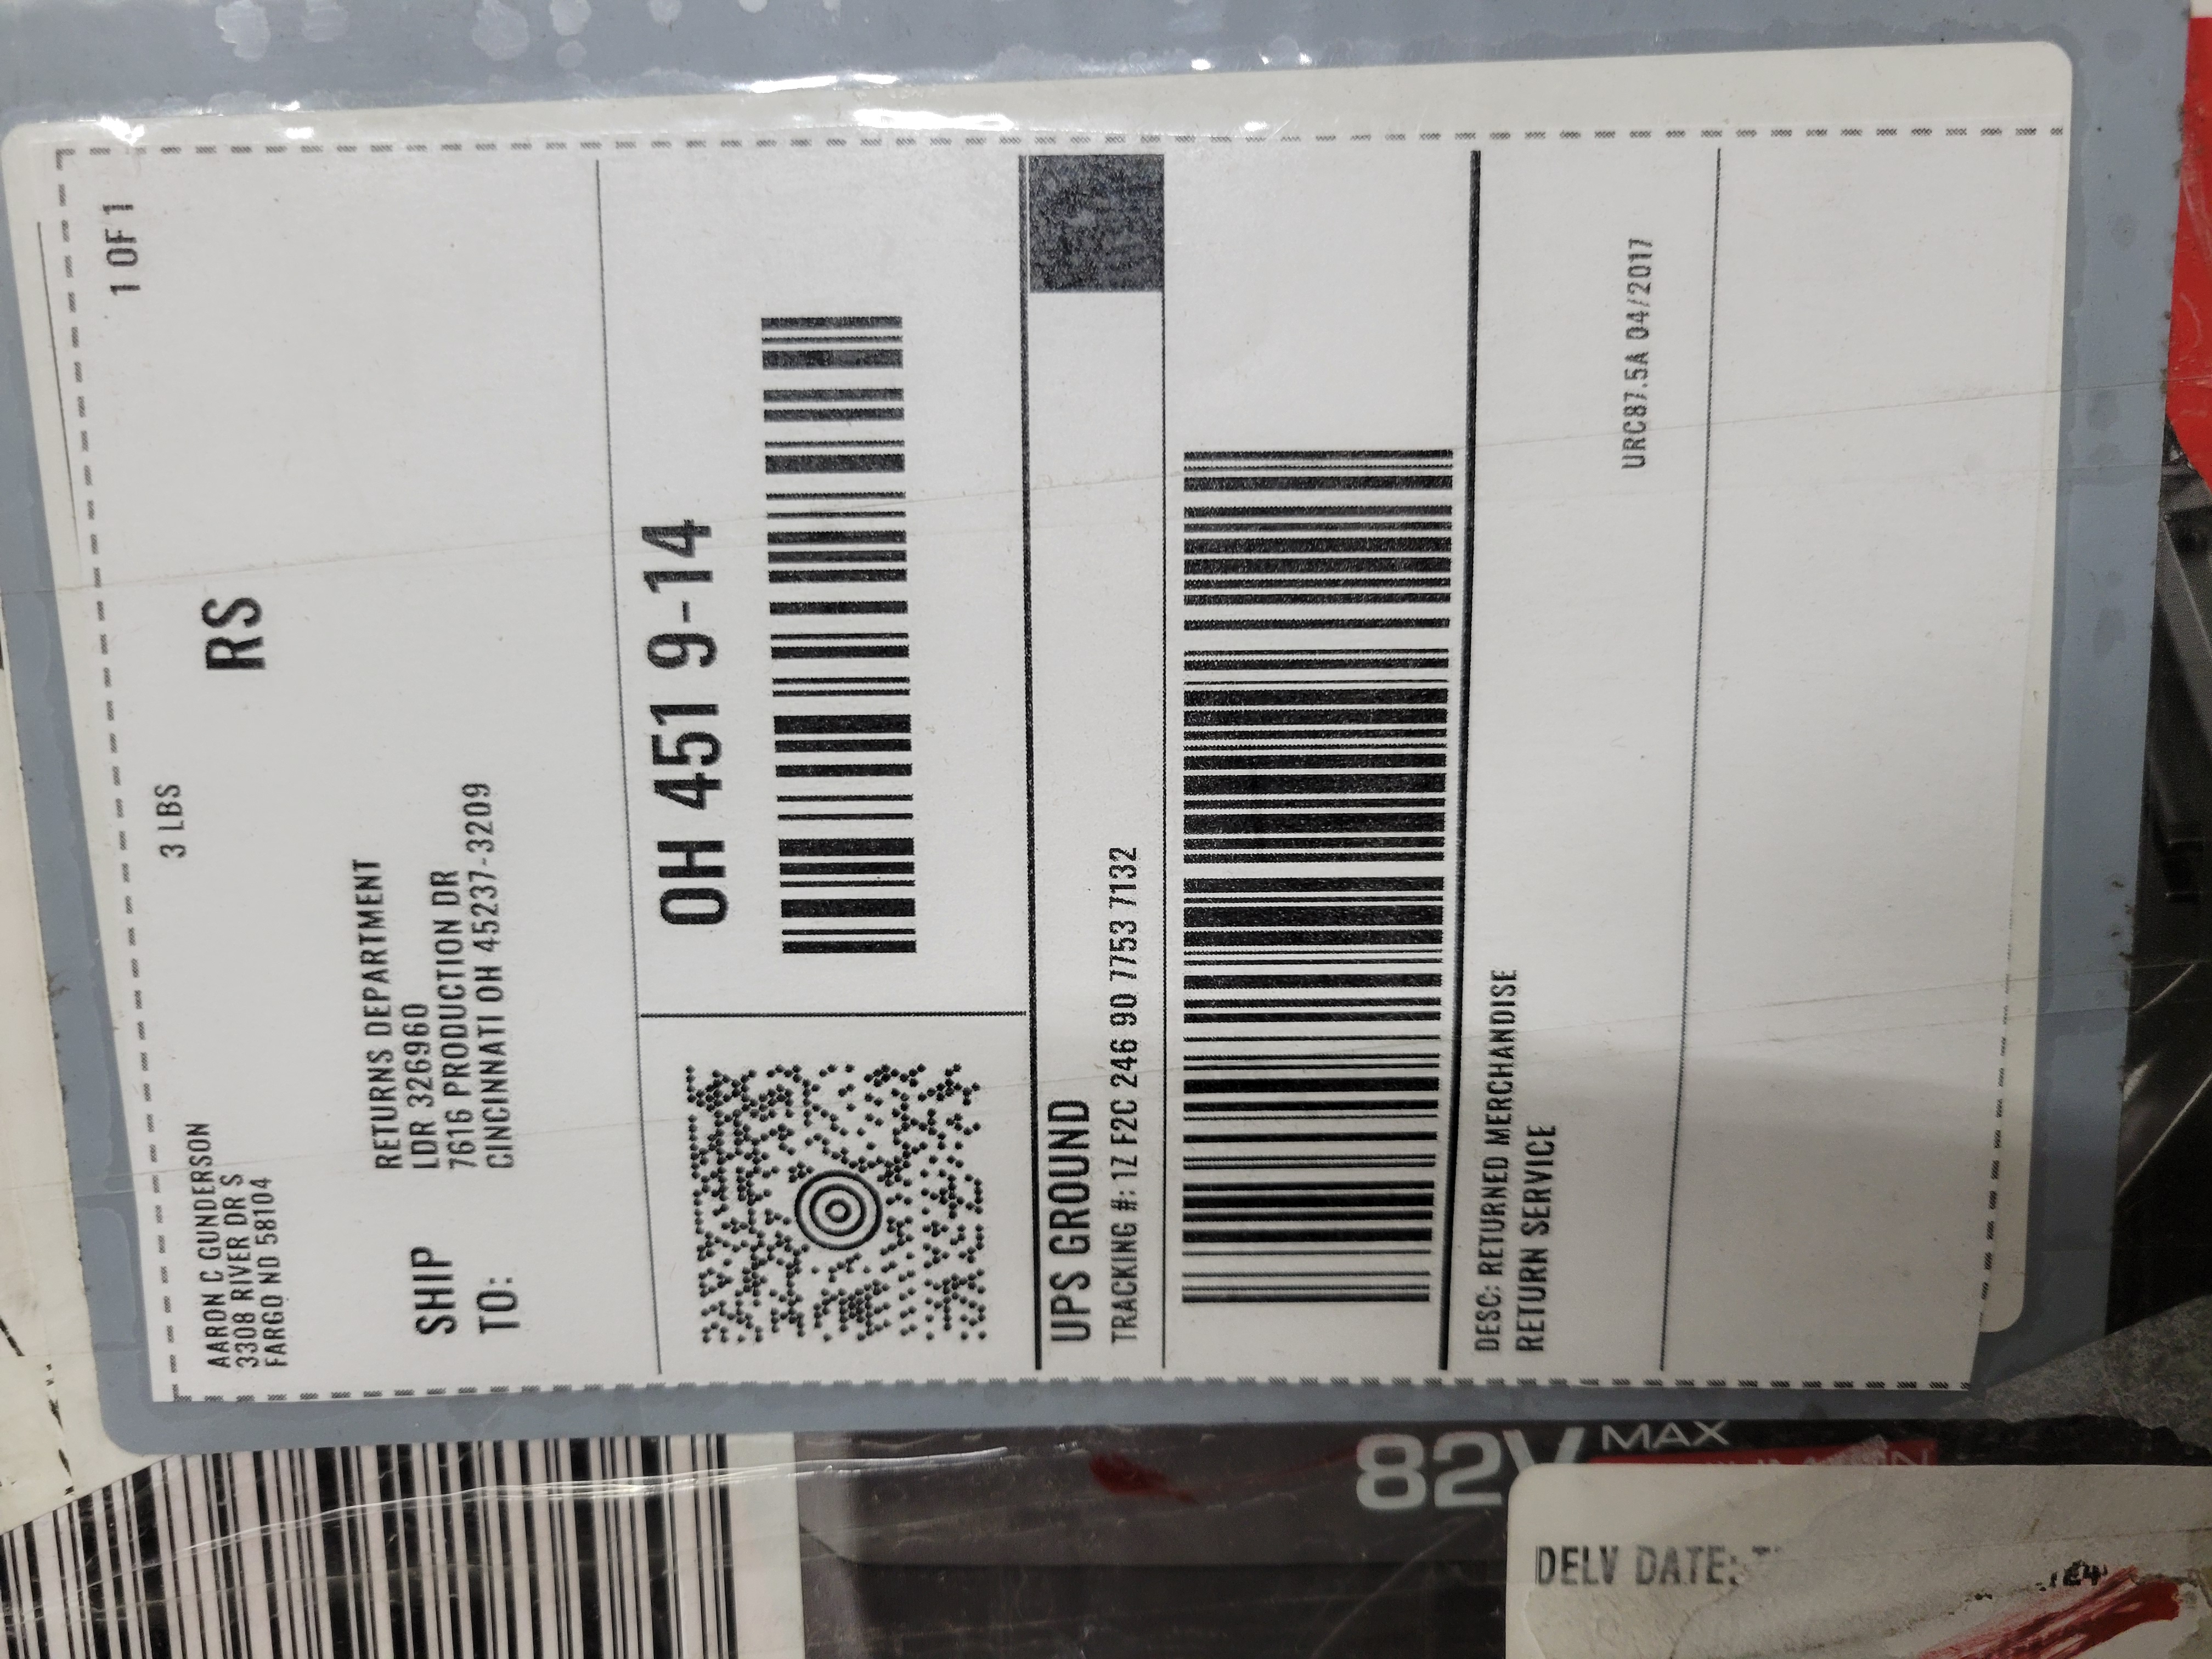 1 OF 1
3 LBS
AARON C GUNDERSON
3308 RIVER DR S
FARGO ND 58104
RS
SHIP
TO:
RETURNS DEPARTMENT
LDR 326960
7616 PRODUCTION DR
CINCINNATI OH 45237-3209
OH 451 9-14
UPS GROUND
TRACKING #: 1Z F2C 246 90 7753 7132
DESC: RETURNED MERCHANDISE
RETURN SERVICE
URC87.5A 04/2017
82V MAX
DELV DATE: